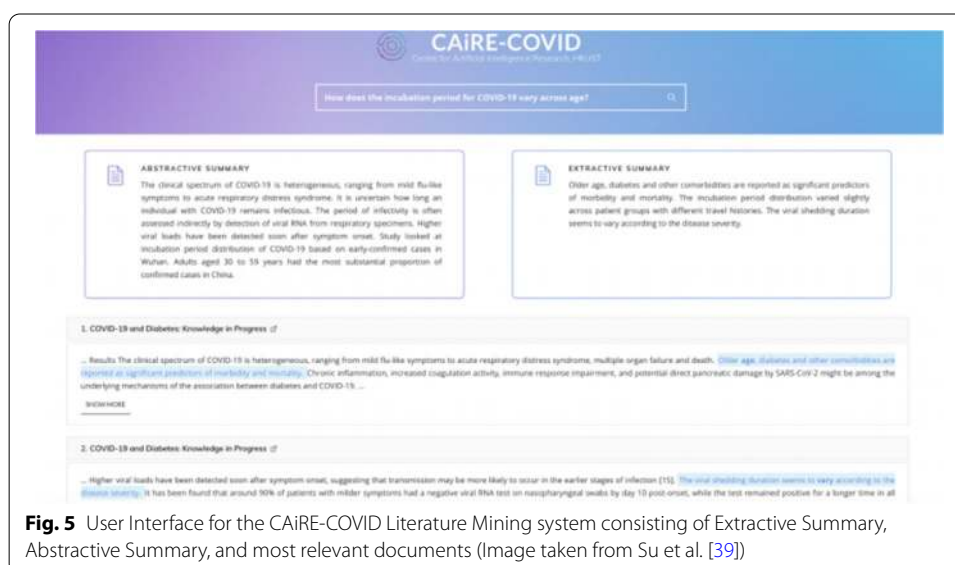 CAiRE-COVID
Centre for Artificial Intelligence Research, HKUST
How does the incubation period for COVID-19 vary across age?
ABSTRACTIVE SUMMARY
The clinical spectrum of COVID-19 is heterogeneous, ranging from mild flu-like
symptoms to acute respiratory distress syndrome. It is uncertain how long an
individual with COVID-19 remains infectious. The period of infectivity is often
assessed indirectly by detection of viral RNA from respiratory specimens. Higher
viral loads have been detected soon after symptom onset. Study looked at
incubation period distribution of COVID-19 based on early-confirmed cases in
Wuhan. Adults aged 30 to 59 years had the most substantial proportion of
confirmed cases in China.
EXTRACTIVE SUMMARY
Older age, diabetes and other comorbidities are reported as significant predictors
of morbidity and mortality. The incubation period distribution varied slightly
across patient groups with different travel histories. The viral shedding duration
seems to vary according to the disease severity.
1. COVID-19 and Diabetes: Knowledge in Progress
... Results The clinical spectrum of COVID-19 is heterogeneous, ranging from mild flu-like symptoms to acute respiratory distress syndrome, multiple organ failure and death. Older age, diabetes and other comorbidities are
reported as significant predictors of morbidity and mortality. Chronic inflammation, increased coagulation activity, immune response impairment, and potential direct pancreatic damage by SARS-CoV-2 might be among the
underlying mechanisms of the association between diabetes and COVID-19. ...
SHOW MORE
2. COVID-19 and Diabetes: Knowledge in Progress
... Higher viral loads have been detected soon after symptom onset, suggesting that transmission may be more likely to occur in the earlier stages of infection [15]. The viral shedding duration seems to vary according to the
disease severity. It has been found that around 90% of patients with milder symptoms had a negative viral RNA test on nasopharyngeal swabs by day 10 post-onset, while the test remained positive for a longer time in all
Fig. 5 User Interface for the CAiRE-COVID Literature Mining system consisting of Extractive Summary,
Abstractive Summary, and most relevant documents (Image taken from Su et al. [39])